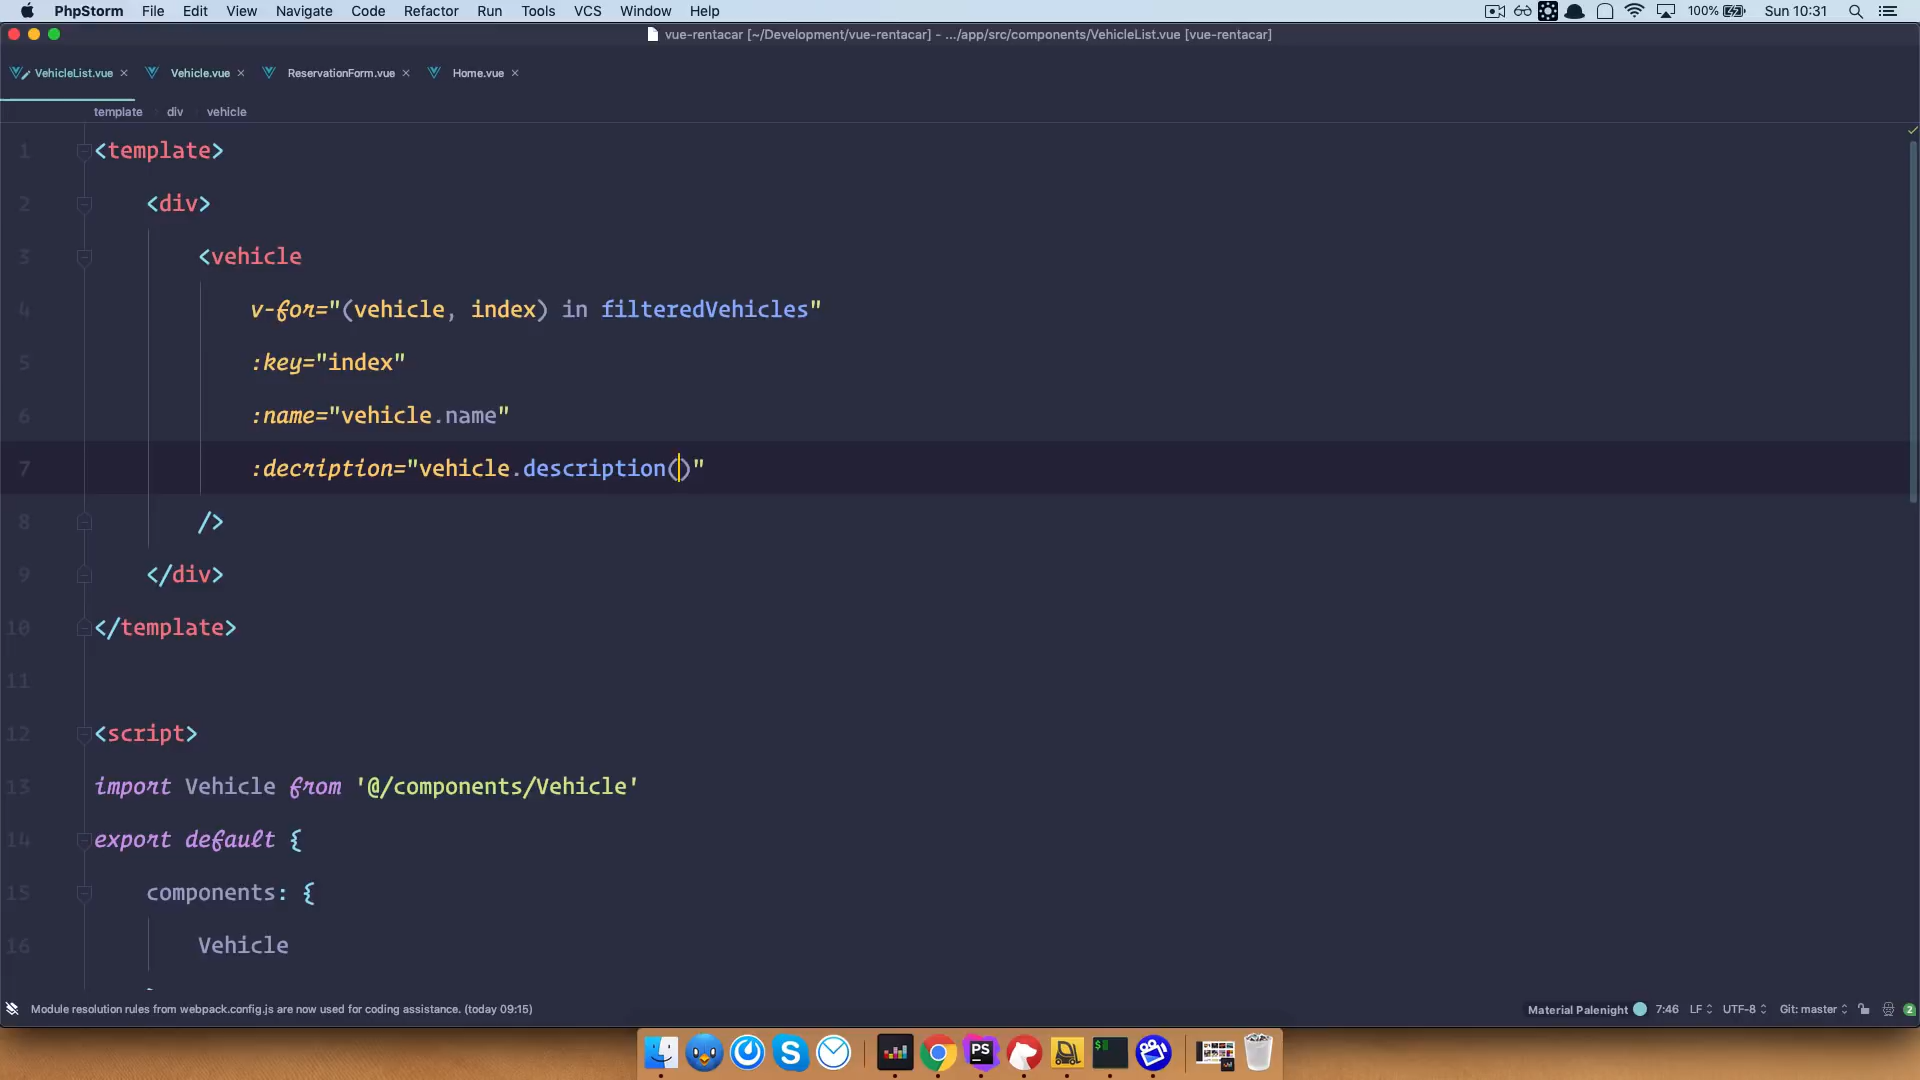 PhpStorm File Edit View Navigate Code Refactor Run Tools VCS Window Help 100% Sun 10:31
vue-rentacar [~/Development/vue-rentacar] - .../app/src/components/VehicleList.vue [vue-rentacar]
VehicleList.vue Vehicle.vue ReservationForm.vue Home.vue
template div vehicle
1 <template>
2 <div>
3 <vehicle
4 v-for="(vehicle, index) in filteredVehicles"
5 :key="index"
6 :name="vehicle.name"
7 :decription="vehicle.description()"
8 />
9 </div>
10 </template>
11
12 <script>
13 import Vehicle from '@/components/Vehicle'
14 export default {
15 components: {
16 Vehicle
Module resolution rules from webpack.config.js are now used for coding assistance. (today 09:15) Material Palenight 7:46 LF UTF-8 Git: master 2
PS
$